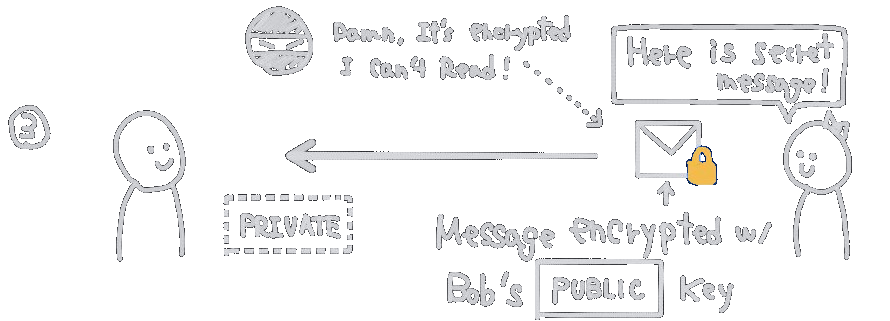 Damn, It's encrypted
I Can't Read!
Here is secret
message!
3
PRIVATE
Message encrypted w/
Bob's PUBLIC Key